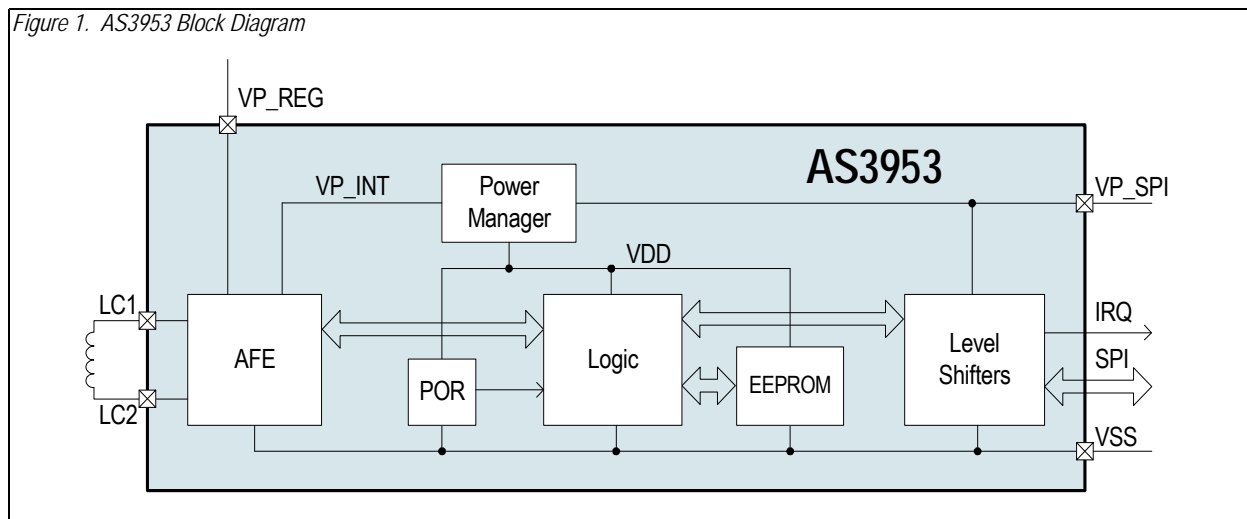 Figure 1. AS3953 Block Diagram
VP_REG
AS3953
VP_INT
Power
Manager
VP_SPI
VDD
LC1
IRQ
AFE
Logic
Level
Shifters
SPI
POR
EEPROM
LC2
VSS